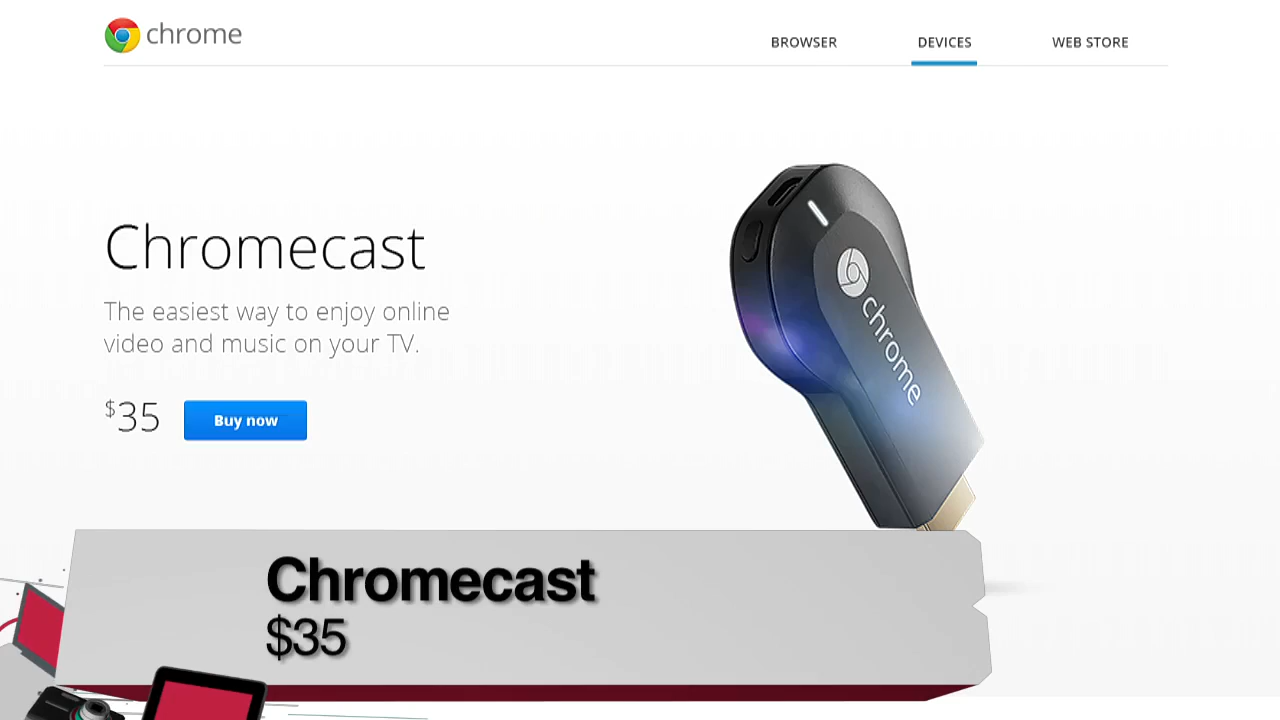 chrome
BROWSER
DEVICES
WEB STORE
Chromecast
The easiest way to enjoy online
video and music on your TV.
$35
Buy now
chrome
Chromecast
$35